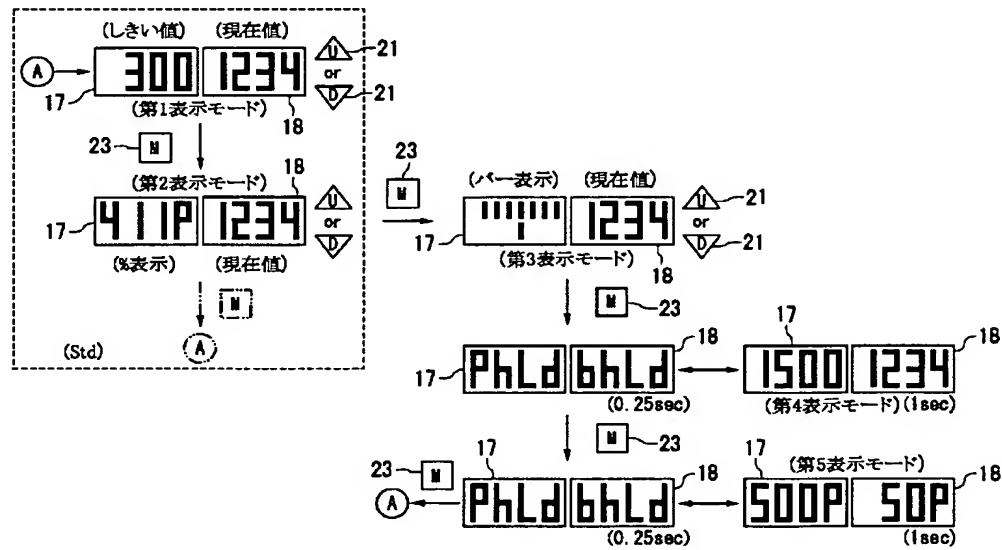 (しきい値) (現在値)
A 300 1234 U 21
or
17 D 21
(第1表示モード) 18
23 M
(第2表示モード) 18
17 411P 1234 U
or
D
(%表示) (現在値)
M
(Std) A
23
M
(バー表示) (現在値)
1234 U 21
or
17 D 21
(第3表示モード) 18
M 23
18 17 18
17 PhLd bhLd 1500 1234
(0.25sec) (第4表示モード)(1sec)
M 23
23 M 17 18 17 (第5表示モード) 18
A PhLd bhLd 500P 50P
(0.25sec) (1sec)